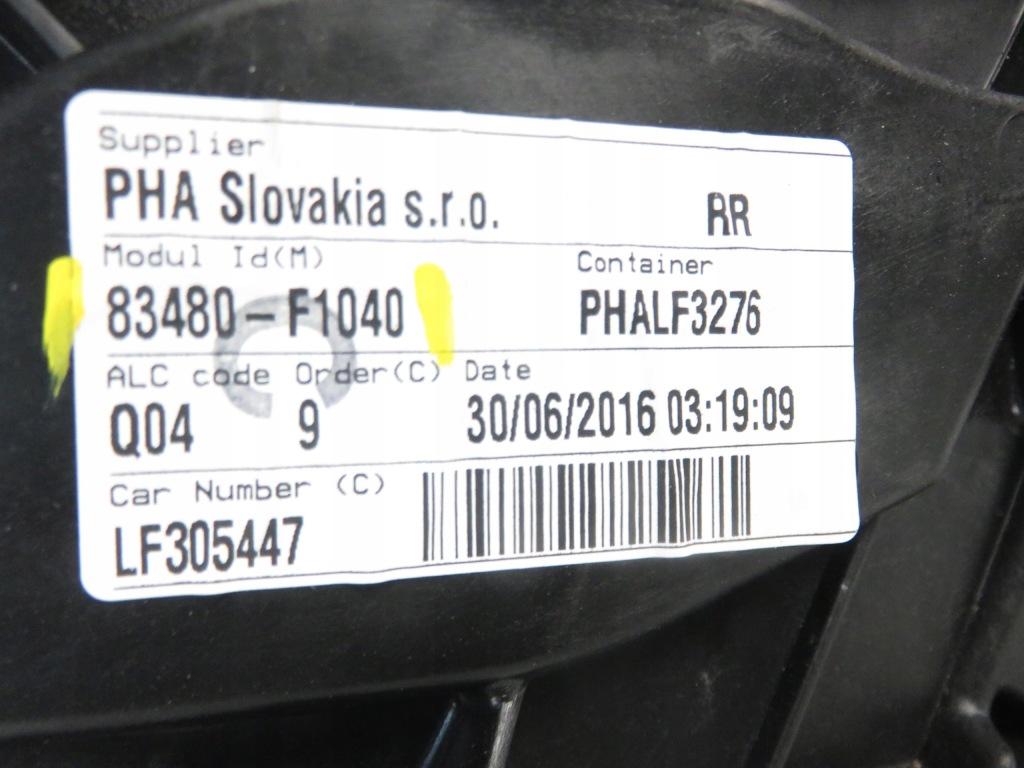 Supplier
PHA Slovakia s.r.o. RR
Modul Id(M) Container
83480-F1040 PHALF3276
ALC code Order(C) Date
Q04 9 30/06/2016 03:19:09
Car Number (C)
LF305447